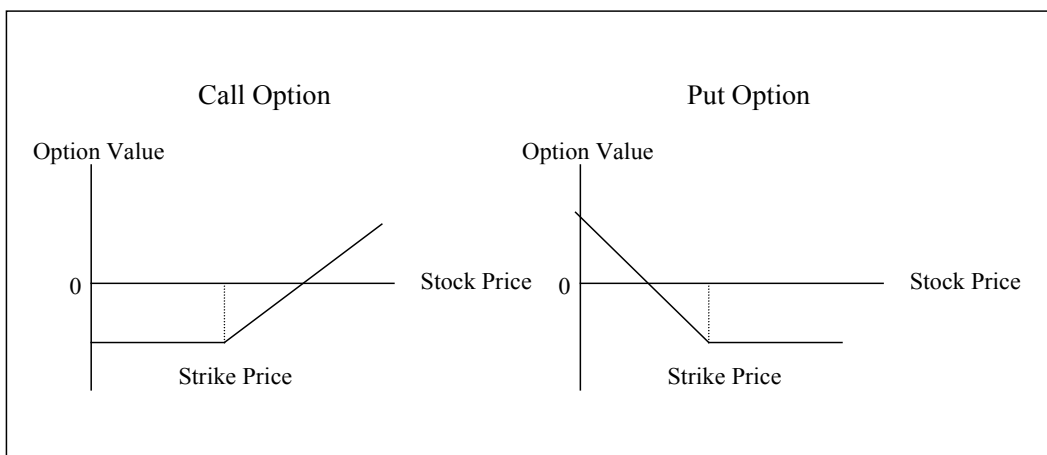 Call Option
Put Option
Option Value
Option Value
0
Stock Price
0
Stock Price
Strike Price
Strike Price